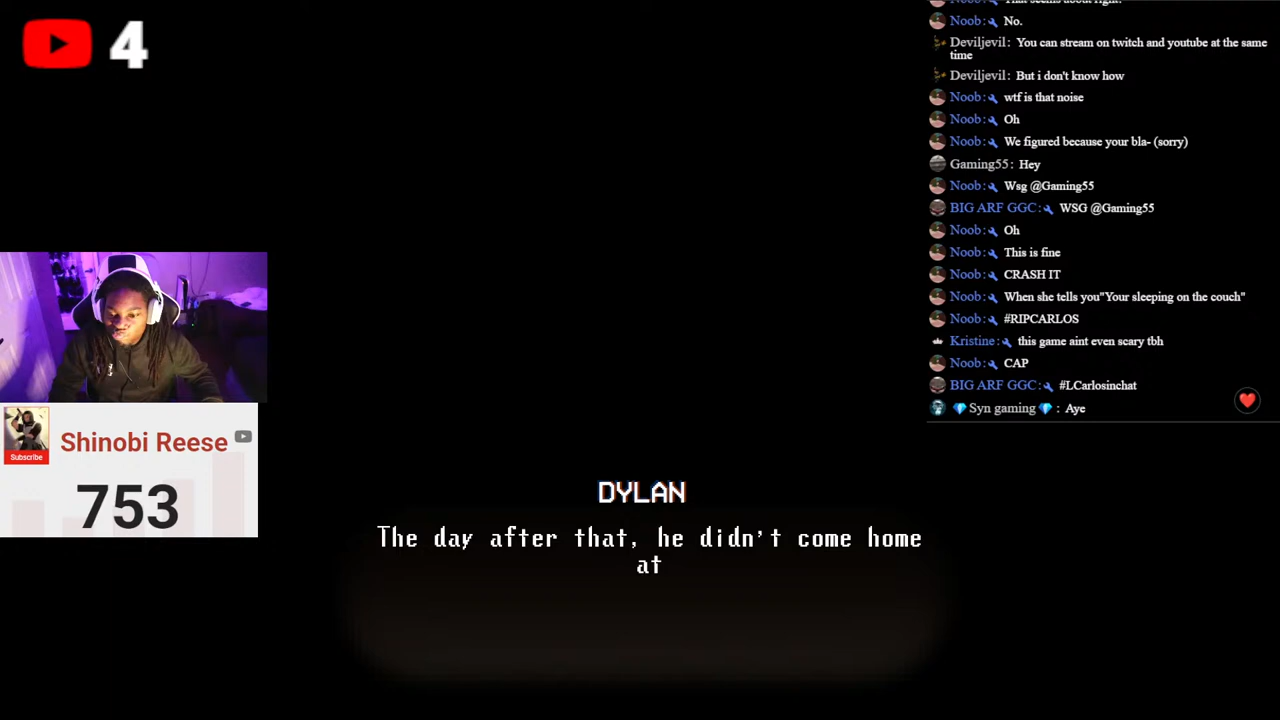 4
That seems about right.
Noob: No.
Deviljevil: You can stream on twitch and youtube at the same
time
Deviljevil: But i don't know how
Noob: wtf is that noise
Noob: Oh
Noob: We figured because your bla- (sorry)
Gaming55: Hey
Noob: Wsg @Gaming55
BIG ARF GGC: WSG @Gaming55
Noob: Oh
Noob: This is fine
Noob: CRASH IT
Noob: When she tells you"Your sleeping on the couch"
Noob: #RIPCARLOS
Kristine: this game aint even scary tbh
Noob: CAP
BIG ARF GGC: #LCarlosinchat
Syn gaming : Aye
Shinobi Reese
Subscribe
753
DYLAN
The day after that, he didn't come home
at